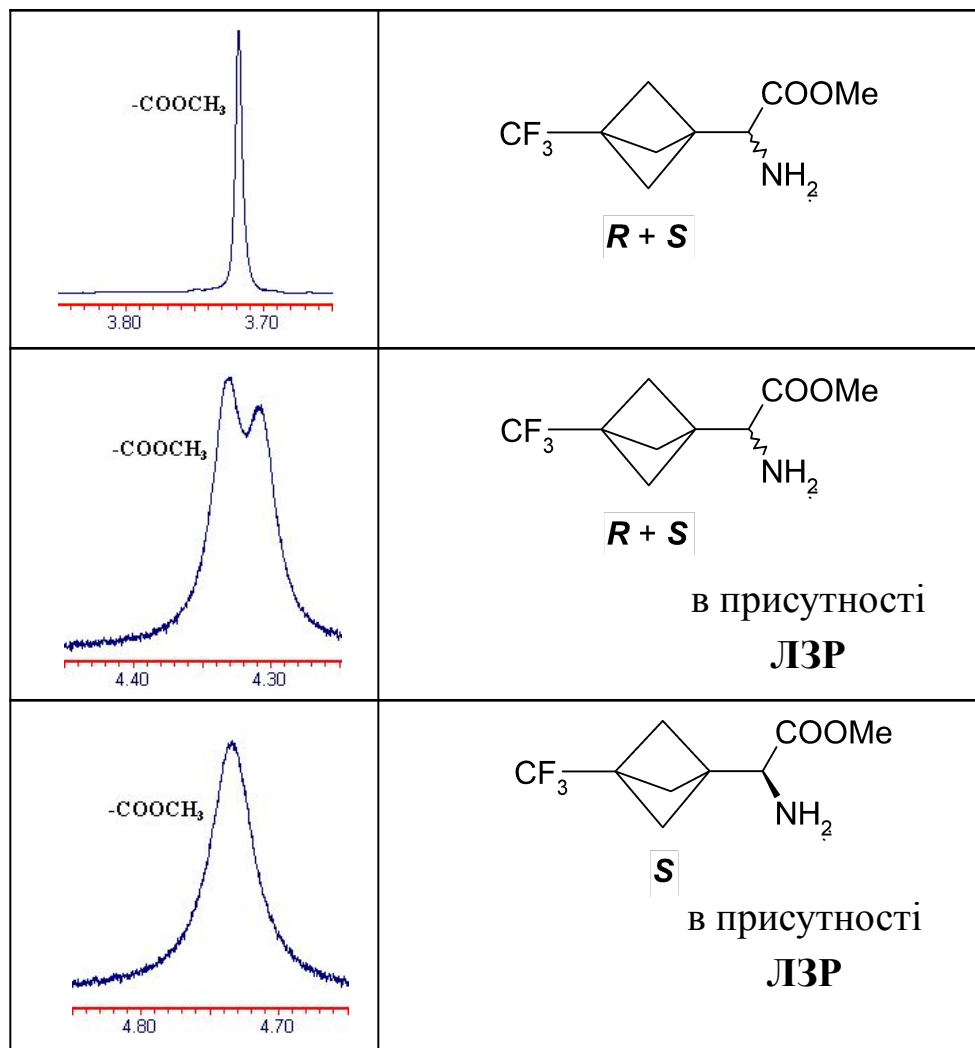 -COOCH₃
3.80 3.70
COOMe
CF₃
NH₂
R + S
-COOCH₃
4.40 4.30
COOMe
CF₃
NH₂
R + S
в присутності
ЛЗР
-COOCH₃
4.80 4.70
COOMe
CF₃
NH₂
S
в присутності
ЛЗР